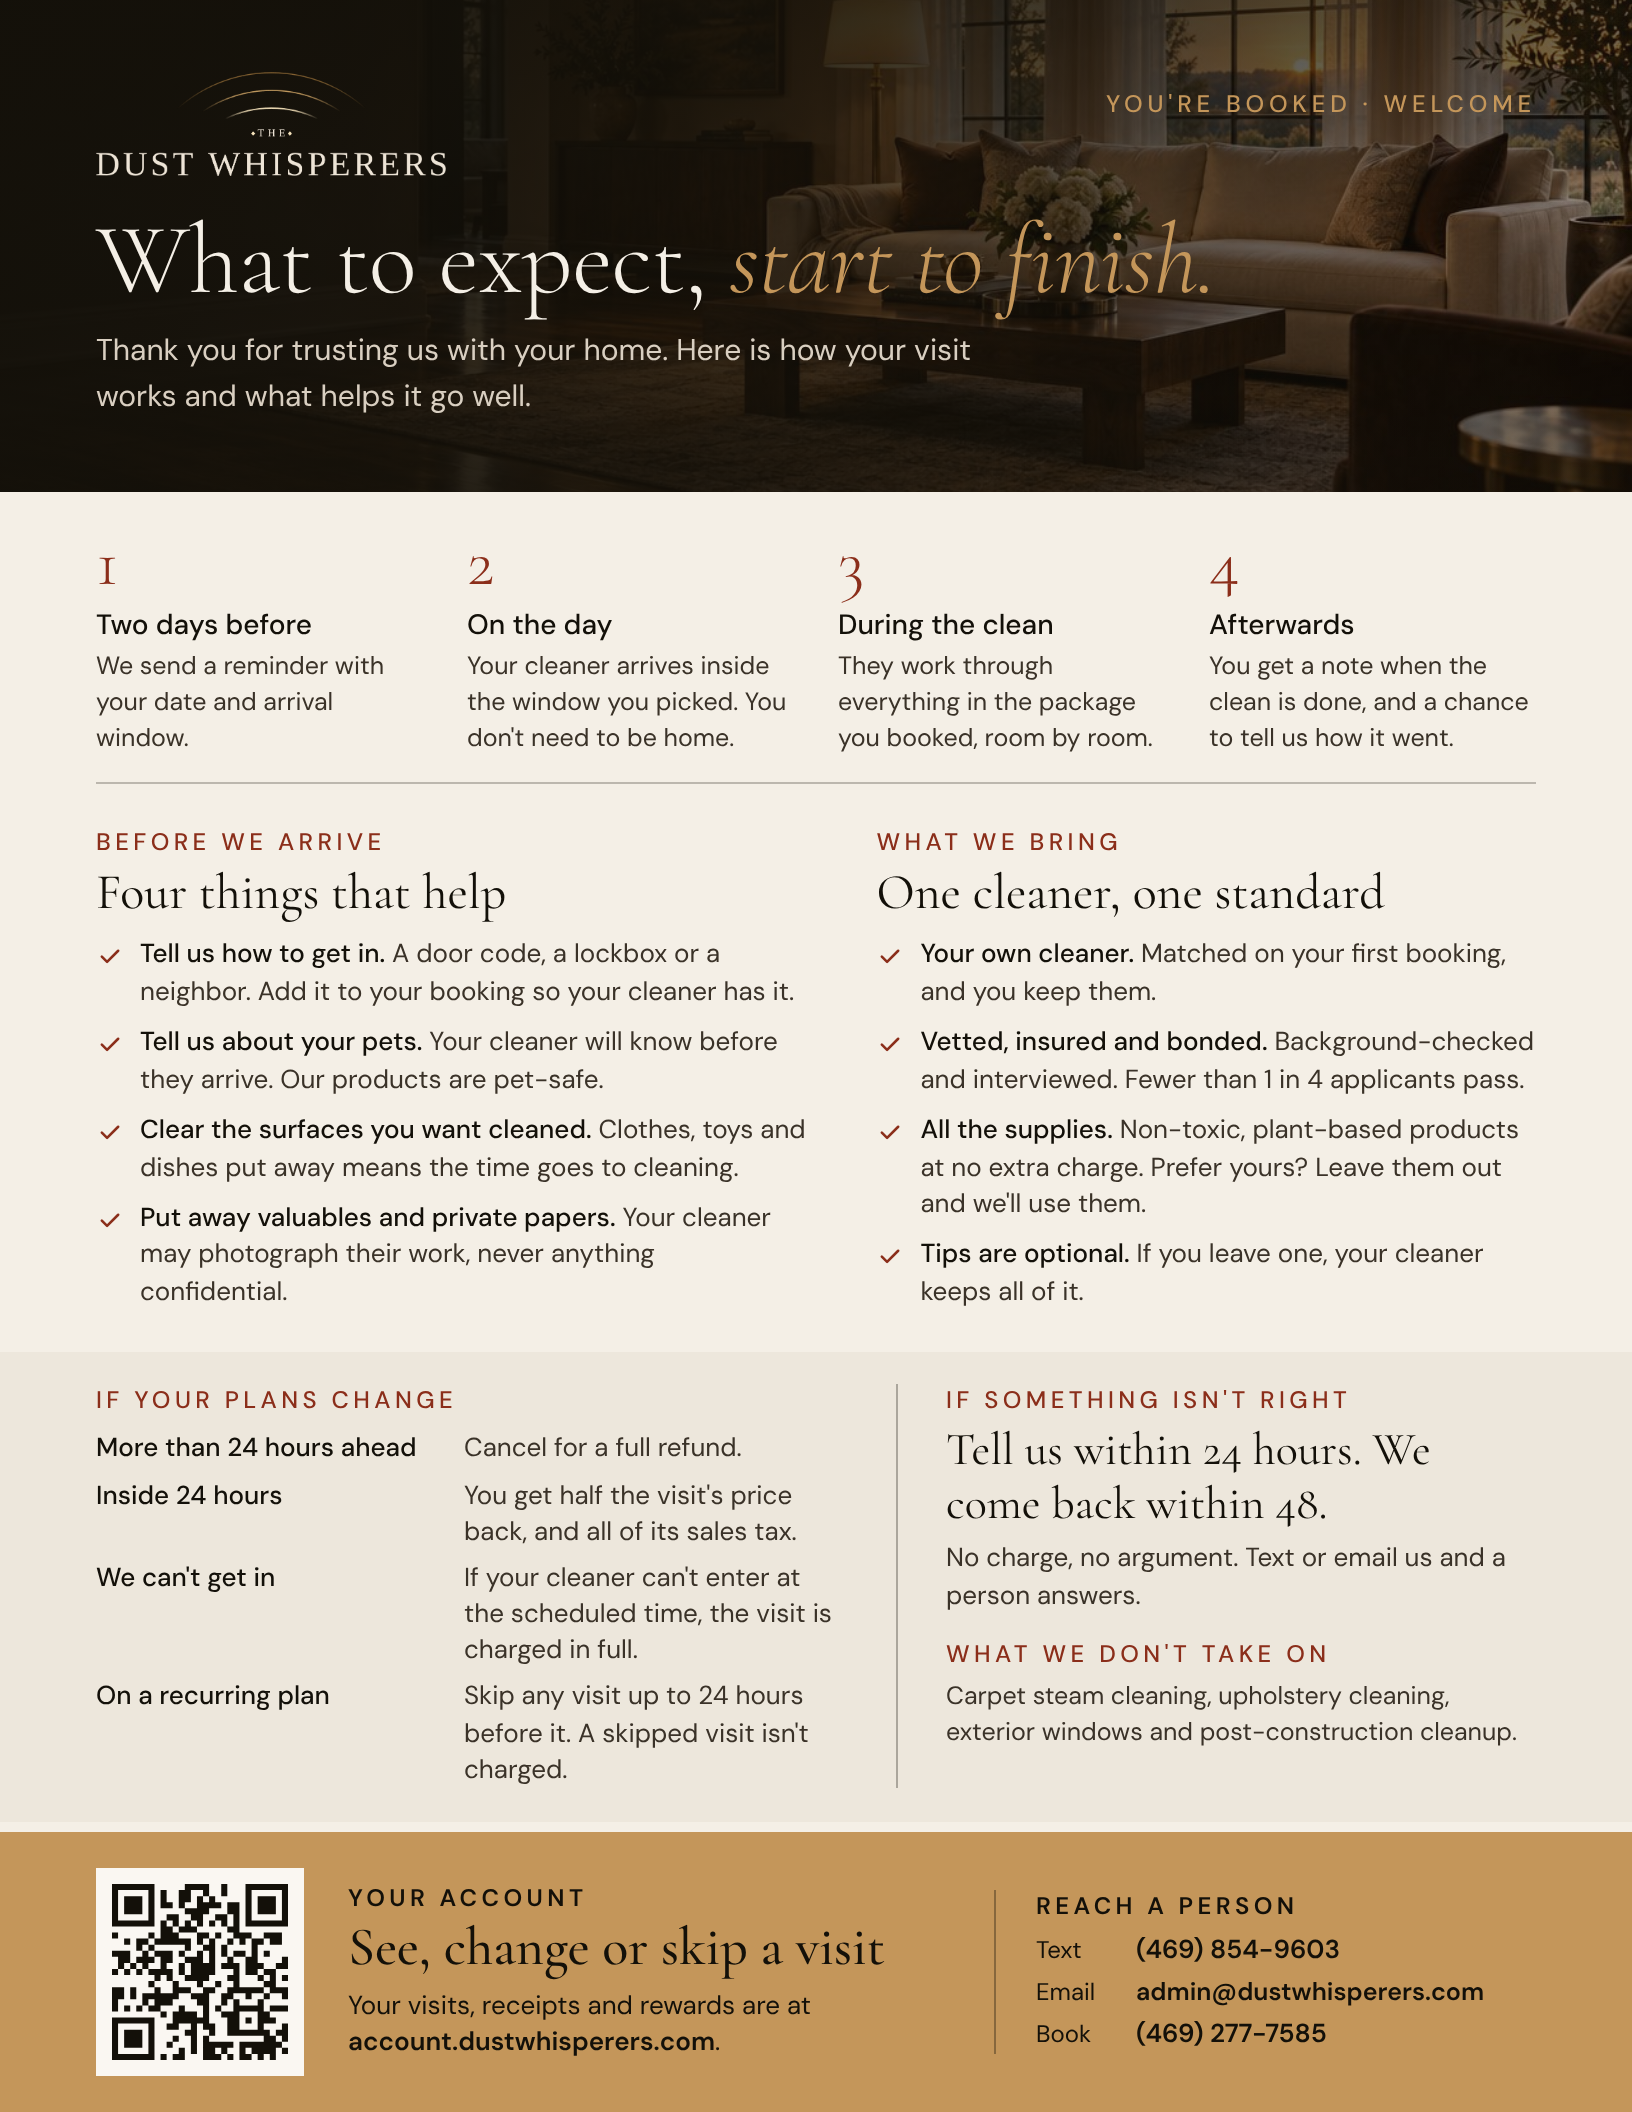 THE
DUST WHISPERERS
YOU'RE BOOKED · WELCOME
What to expect, start to finish.
Thank you for trusting us with your home. Here is how your visit
works and what helps it go well.
1
Two days before
We send a reminder with
your date and arrival
window.
2
On the day
Your cleaner arrives inside
the window you picked. You
don't need to be home.
3
During the clean
They work through
everything in the package
you booked, room by room.
4
Afterwards
You get a note when the
clean is done, and a chance
to tell us how it went.
BEFORE WE ARRIVE
Four things that help
Tell us how to get in. A door code, a lockbox or a
neighbor. Add it to your booking so your cleaner has it.
Tell us about your pets. Your cleaner will know before
they arrive. Our products are pet-safe.
Clear the surfaces you want cleaned. Clothes, toys and
dishes put away means the time goes to cleaning.
Put away valuables and private papers. Your cleaner
may photograph their work, never anything
confidential.
WHAT WE BRING
One cleaner, one standard
Your own cleaner. Matched on your first booking,
and you keep them.
Vetted, insured and bonded. Background-checked
and interviewed. Fewer than 1 in 4 applicants pass.
All the supplies. Non-toxic, plant-based products
at no extra charge. Prefer yours? Leave them out
and we'll use them.
Tips are optional. If you leave one, your cleaner
keeps all of it.
IF YOUR PLANS CHANGE
More than 24 hours ahead Cancel for a full refund.
Inside 24 hours You get half the visit's price
back, and all of its sales tax.
We can't get in If your cleaner can't enter at
the scheduled time, the visit is
charged in full.
On a recurring plan Skip any visit up to 24 hours
before it. A skipped visit isn't
charged.
IF SOMETHING ISN'T RIGHT
Tell us within 24 hours. We
come back within 48.
No charge, no argument. Text or email us and a
person answers.
WHAT WE DON'T TAKE ON
Carpet steam cleaning, upholstery cleaning,
exterior windows and post-construction cleanup.
YOUR ACCOUNT
See, change or skip a visit
Your visits, receipts and rewards are at
account.dustwhisperers.com.
REACH A PERSON
Text (469) 854-9603
Email admin@dustwhisperers.com
Book (469) 277-7585